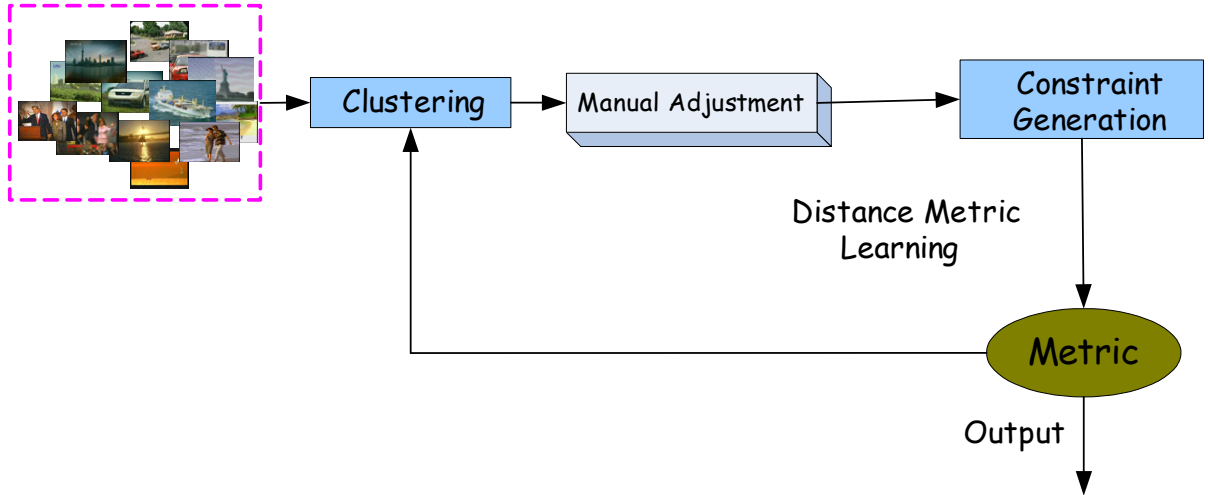 Clustering
Manual Adjustment
Constraint
Generation
Distance Metric
Learning
Metric
Output